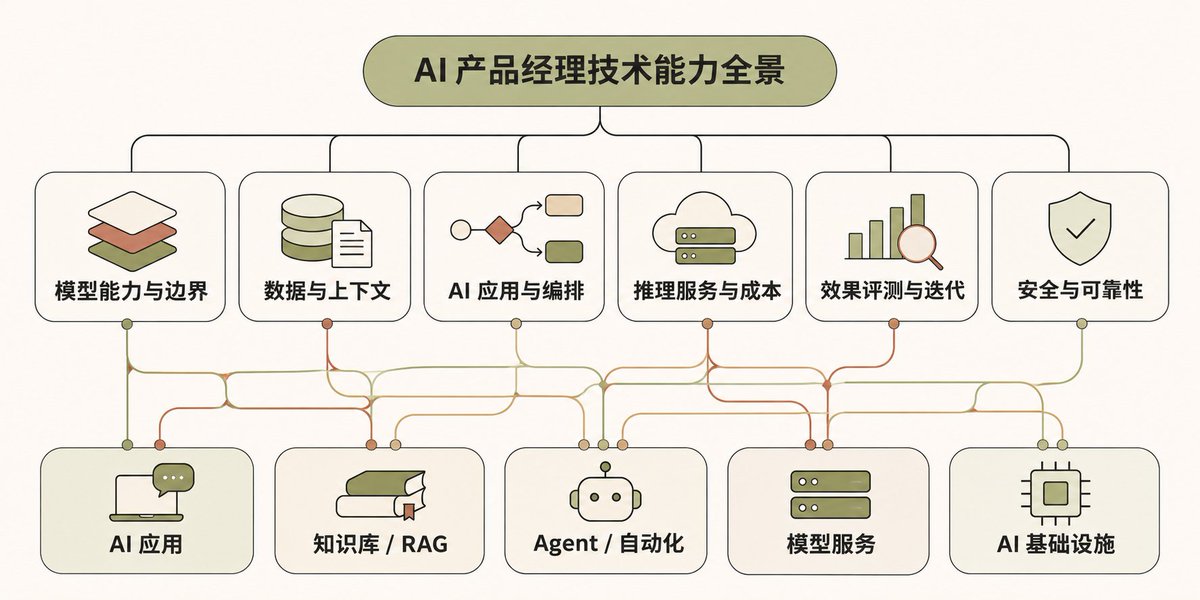 AI 产品经理技术能力全景
模型能力与边界
数据与上下文
AI 应用与编排
推理服务与成本
效果评测与迭代
安全与可靠性
AI 应用
知识库 / RAG
Agent / 自动化
模型服务
AI 基础设施